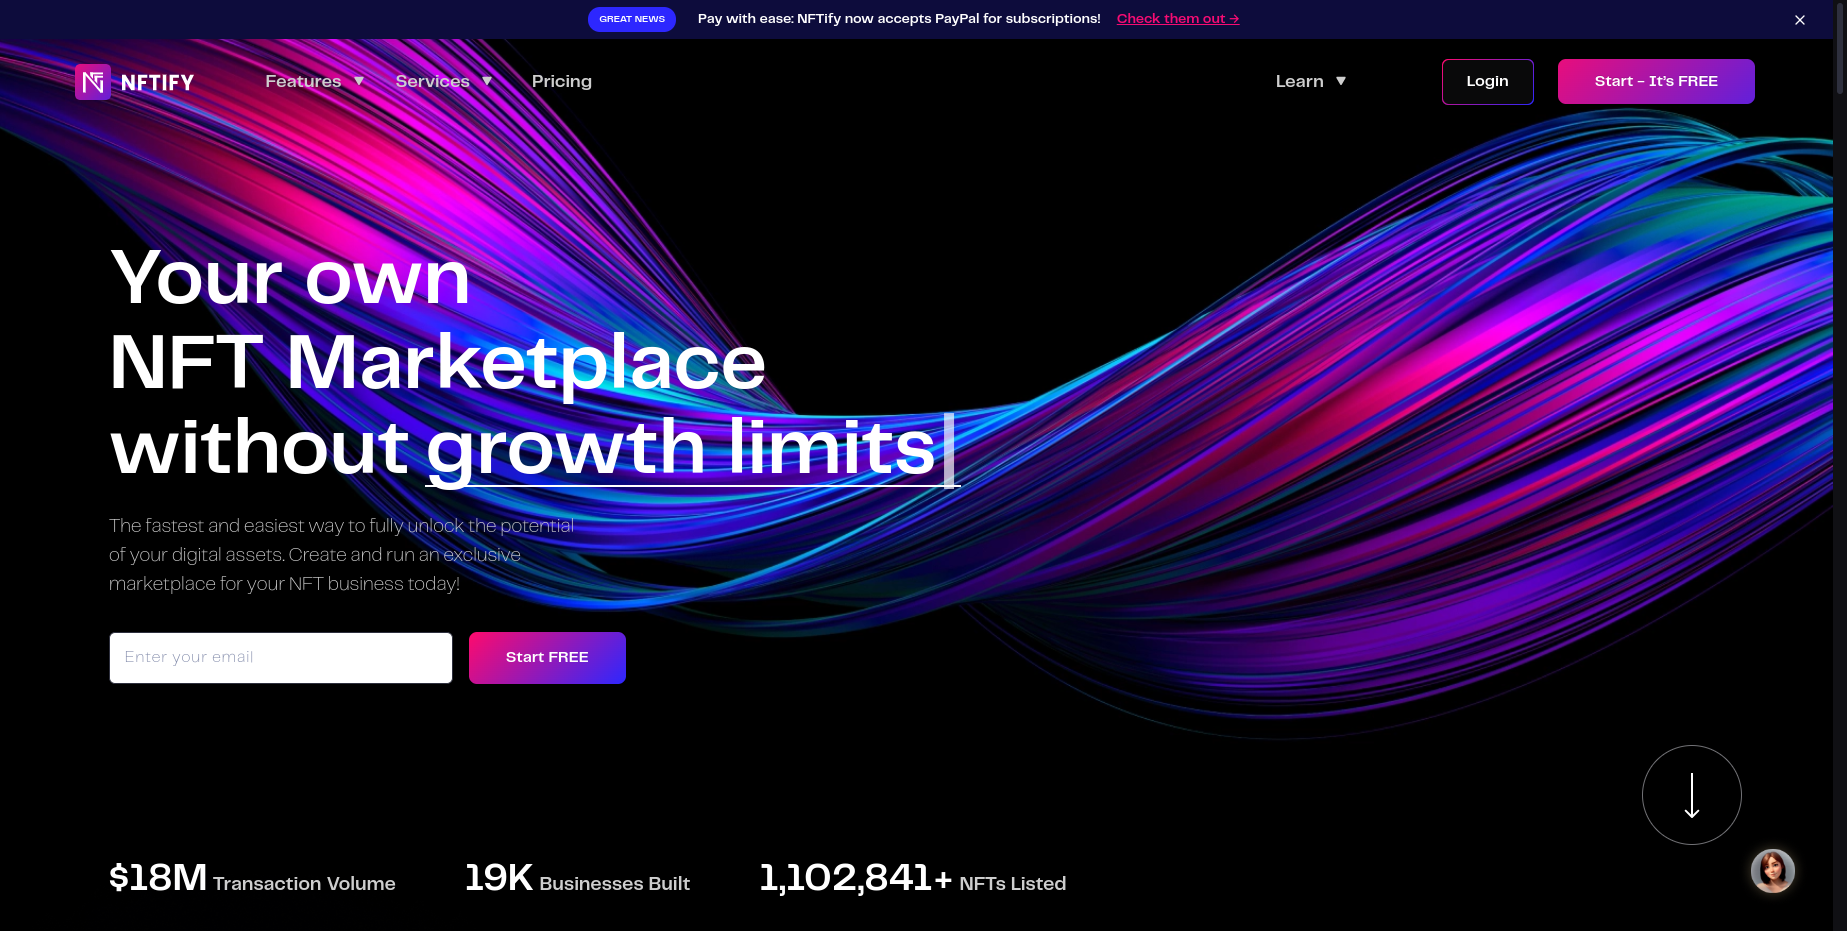 GREAT NEWS Pay with ease: NFTify now accepts PayPal for subscriptions! Check them out →
NFTIFY Features ▼ Services ▼ Pricing Learn ▼ Login Start - It's FREE
Your own
NFT Marketplace
without growth limits
The fastest and easiest way to fully unlock the potential
of your digital assets. Create and run an exclusive
marketplace for your NFT business today!
Enter your email Start FREE
$18M Transaction Volume 19K Businesses Built 1,102,841+ NFTs Listed